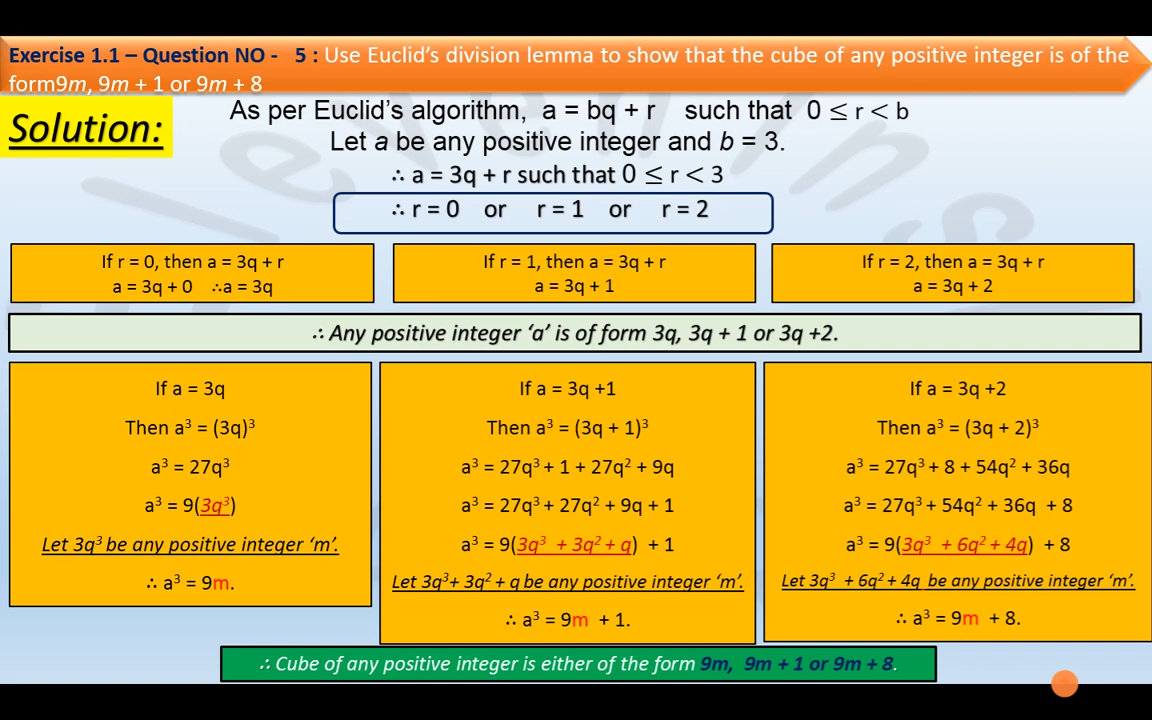 Exercise 1.1 – Question NO - 5 : Use Euclid's division lemma to show that the cube of any positive integer is of the
form9m, 9m + 1 or 9m + 8
Solution:
As per Euclid's algorithm, a = bq + r such that 0 ≤ r < b
Let a be any positive integer and b = 3.
∴ a = 3q + r such that 0 ≤ r < 3
∴ r = 0 or r = 1 or r = 2
If r = 0, then a = 3q + r
a = 3q + 0 ∴a = 3q
If r = 1, then a = 3q + r
a = 3q + 1
If r = 2, then a = 3q + r
a = 3q + 2
∴ Any positive integer 'a' is of form 3q, 3q + 1 or 3q +2.
If a = 3q
Then a³ = (3q)³
a³ = 27q³
a³ = 9(3q³)
Let 3q³ be any positive integer 'm'.
∴ a³ = 9m.
If a = 3q +1
Then a³ = (3q + 1)³
a³ = 27q³ + 1 + 27q² + 9q
a³ = 27q³ + 27q² + 9q + 1
a³ = 9(3q³ + 3q² + q) + 1
Let 3q³+ 3q² + q be any positive integer 'm'.
∴ a³ = 9m + 1.
If a = 3q +2
Then a³ = (3q + 2)³
a³ = 27q³ + 8 + 54q² + 36q
a³ = 27q³ + 54q² + 36q + 8
a³ = 9(3q³ + 6q² + 4q) + 8
Let 3q³ + 6q² + 4q be any positive integer 'm'.
∴ a³ = 9m + 8.
∴ Cube of any positive integer is either of the form 9m, 9m + 1 or 9m + 8.